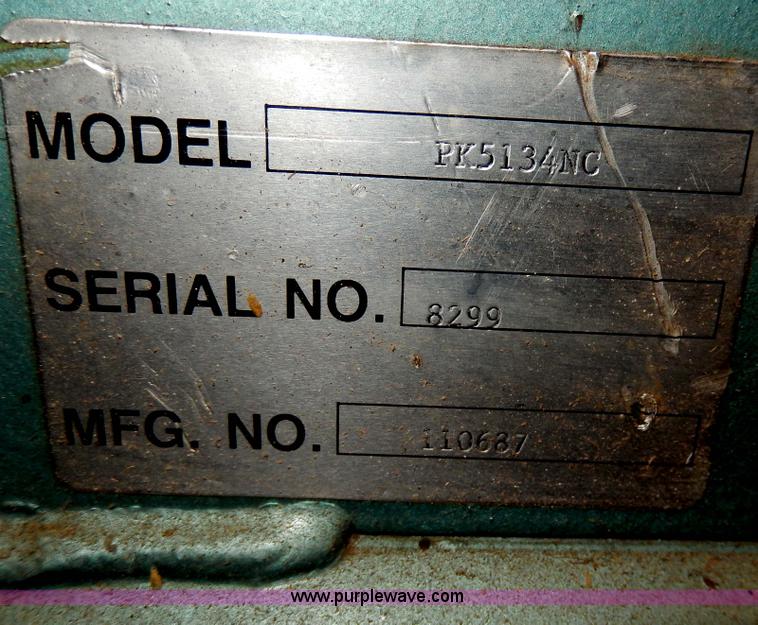 MODEL PK5134NC
SERIAL NO. 8299
MFG. NO. 110687
www.purplewave.com